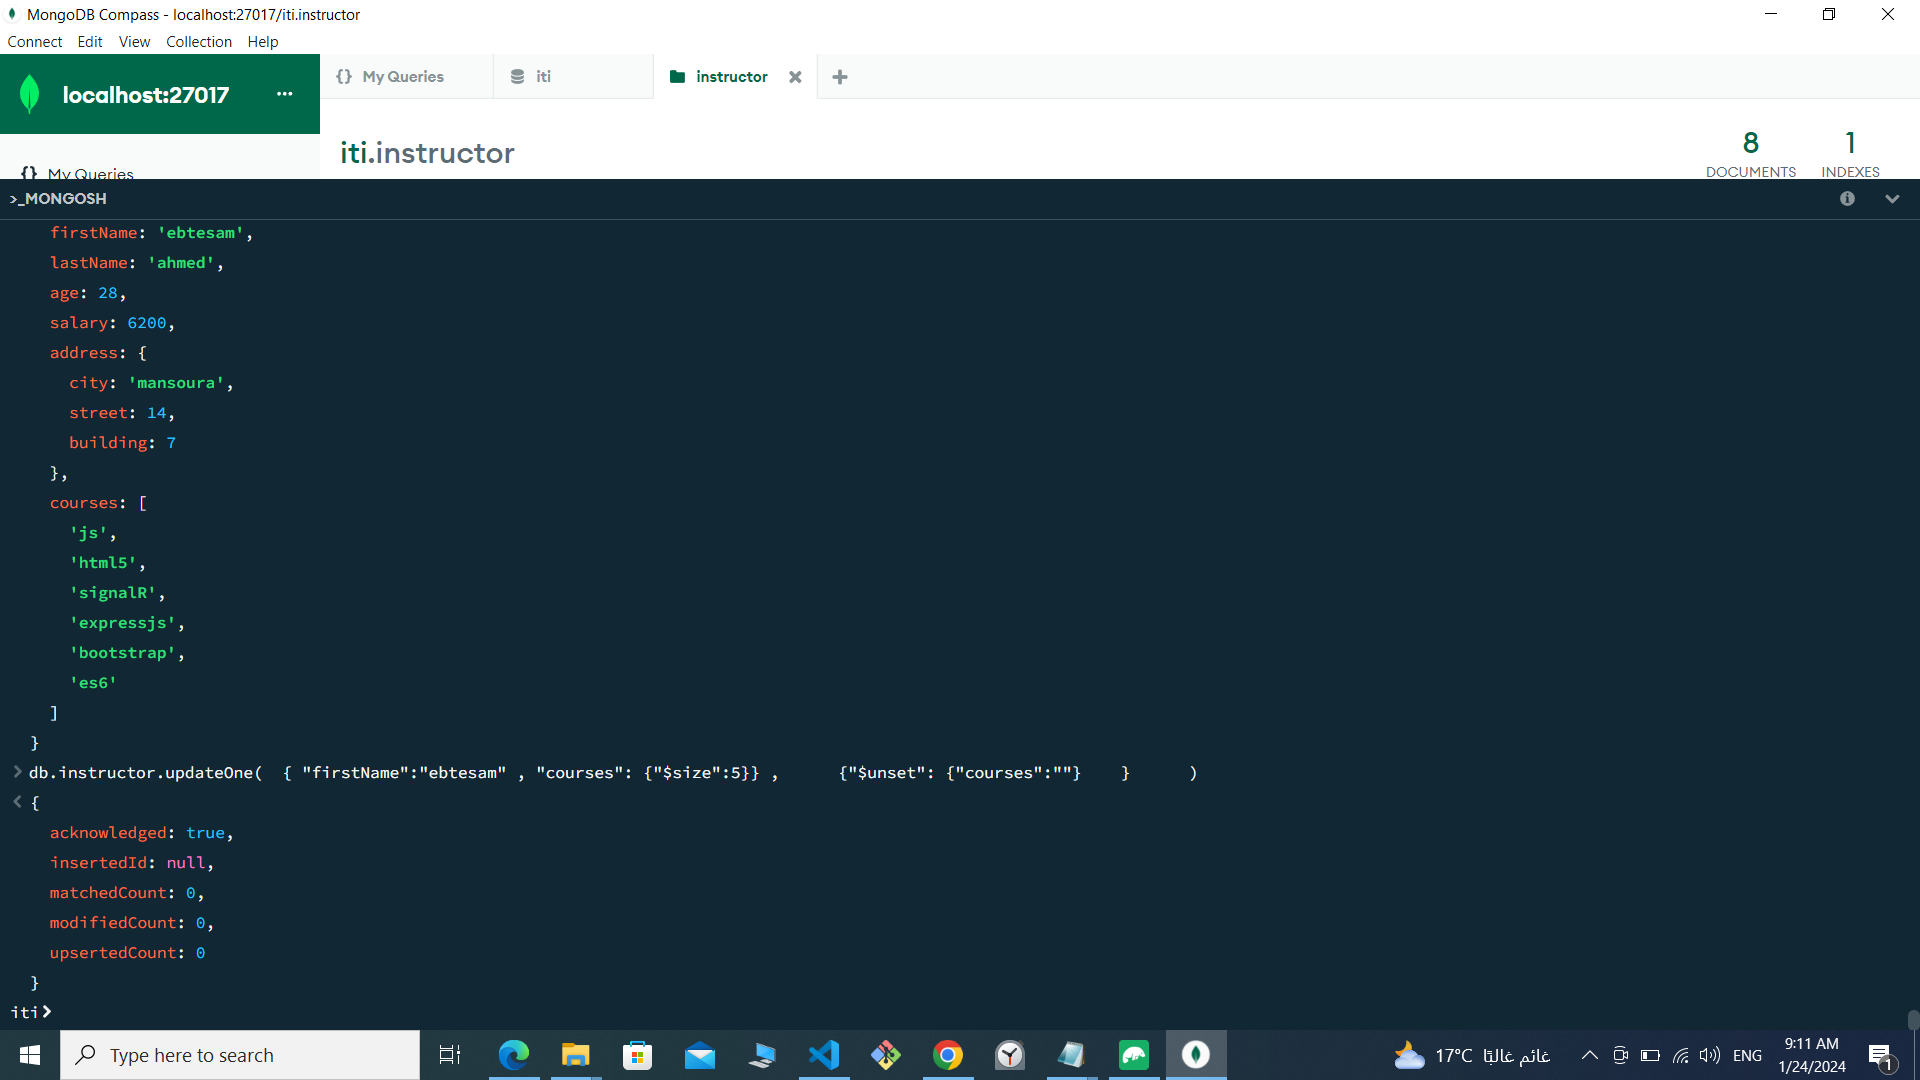 MongoDB Compass - localhost:27017/iti.instructor
Connect Edit View Collection Help
localhost:27017 ...
{} My Queries
iti
instructor
{} My Queries
iti.instructor
8
DOCUMENTS
1
INDEXES
>_MONGOSH
firstName: 'ebtesam',
lastName: 'ahmed',
age: 28,
salary: 6200,
address: {
city: 'mansoura',
street: 14,
building: 7
},
courses: [
'js',
'html5',
'signalR',
'expressjs',
'bootstrap',
'es6'
]
}
> db.instructor.updateOne(  { "firstName":"ebtesam" , "courses": {"$size":5}} ,      {"$unset": {"courses":""}    }      )
< {
acknowledged: true,
insertedId: null,
matchedCount: 0,
modifiedCount: 0,
upsertedCount: 0
}
iti>
Type here to search
17°C غائم غالبًا
ENG
9:11 AM
1/24/2024
1